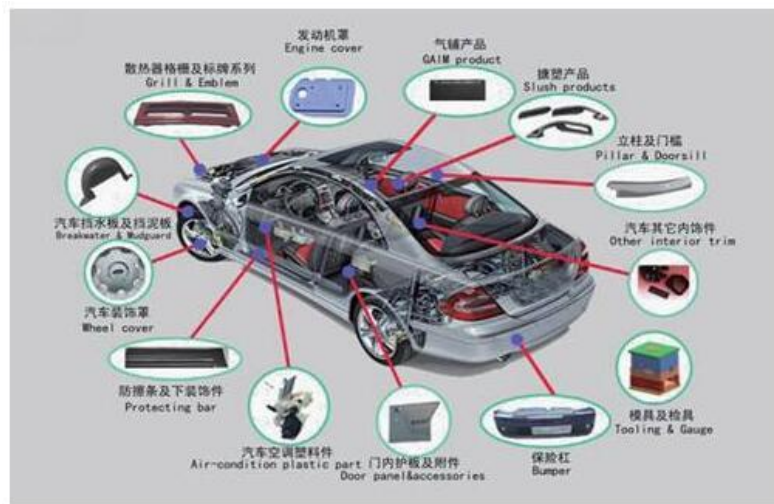 发动机罩
Engine cover
气辅产品
GAIM product
散热器格栅及标牌系列
Grill & Emblem
搪塑产品
Slush products
立柱及门槛
Pillar & Doorsill
汽车挡水板及挡泥板
Breakwater & Mudguard
汽车其它内饰件
Other interior trim
汽车装饰罩
Wheel cover
防擦条及下装饰件
Protecting bar
汽车空调塑料件
Air-condition plastic part
门内护板及附件
Door panel&accessories
保险杠
Bumper
模具及检具
Tooling & Gauge